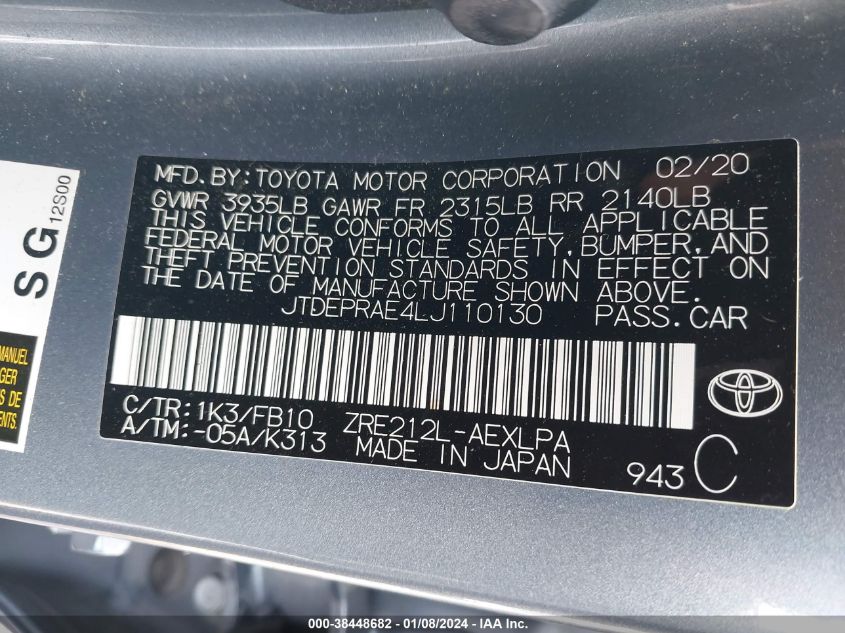 MFD. BY: TOYOTA MOTOR CORPORATION 02/20
GVWR 3935LB GAWR FR 2315LB RR 2140LB
THIS VEHICLE CONFORMS TO ALL APPLICABLE
FEDERAL MOTOR VEHICLE SAFETY, BUMPER, AND
THEFT PREVENTION STANDARDS IN EFFECT ON
THE DATE OF MANUFACTURE SHOWN ABOVE.
JTDEPRAE4LJ110130 PASS.CAR
C/TR: 1K3/FB10 ZRE212L-AEXLPA
A/TM: -05A/K313 MADE IN JAPAN
943 C
SG 12S00
MANUEL
GER
S DE
ENTS.
000-38448682 - 01/08/2024 - IAA Inc.